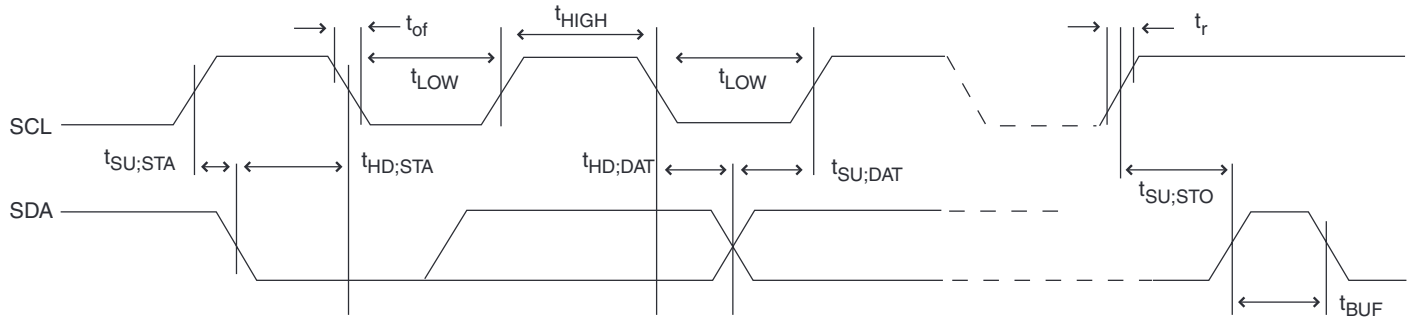 t_of
t_HIGH
t_r
t_LOW
t_LOW
SCL
t_SU;STA
t_HD;STA
t_HD;DAT
t_SU;DAT
t_SU;STO
SDA
t_BUF